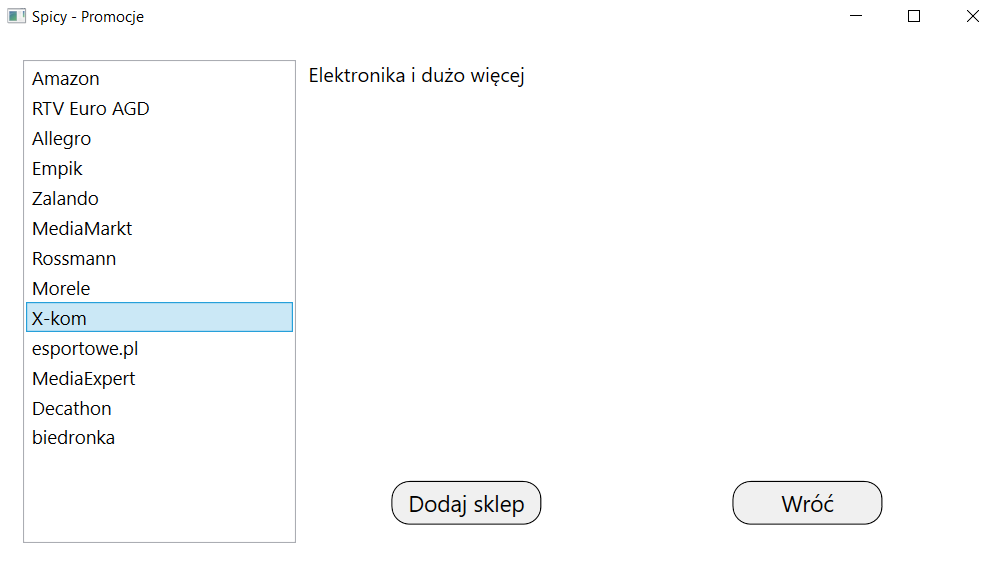 Spicy - Promocje
Amazon
RTV Euro AGD
Allegro
Empik
Zalando
MediaMarkt
Rossmann
Morele
X-kom
esportowe.pl
MediaExpert
Decathon
biedronka
Elektronika i dużo więcej
Dodaj sklep
Wróć